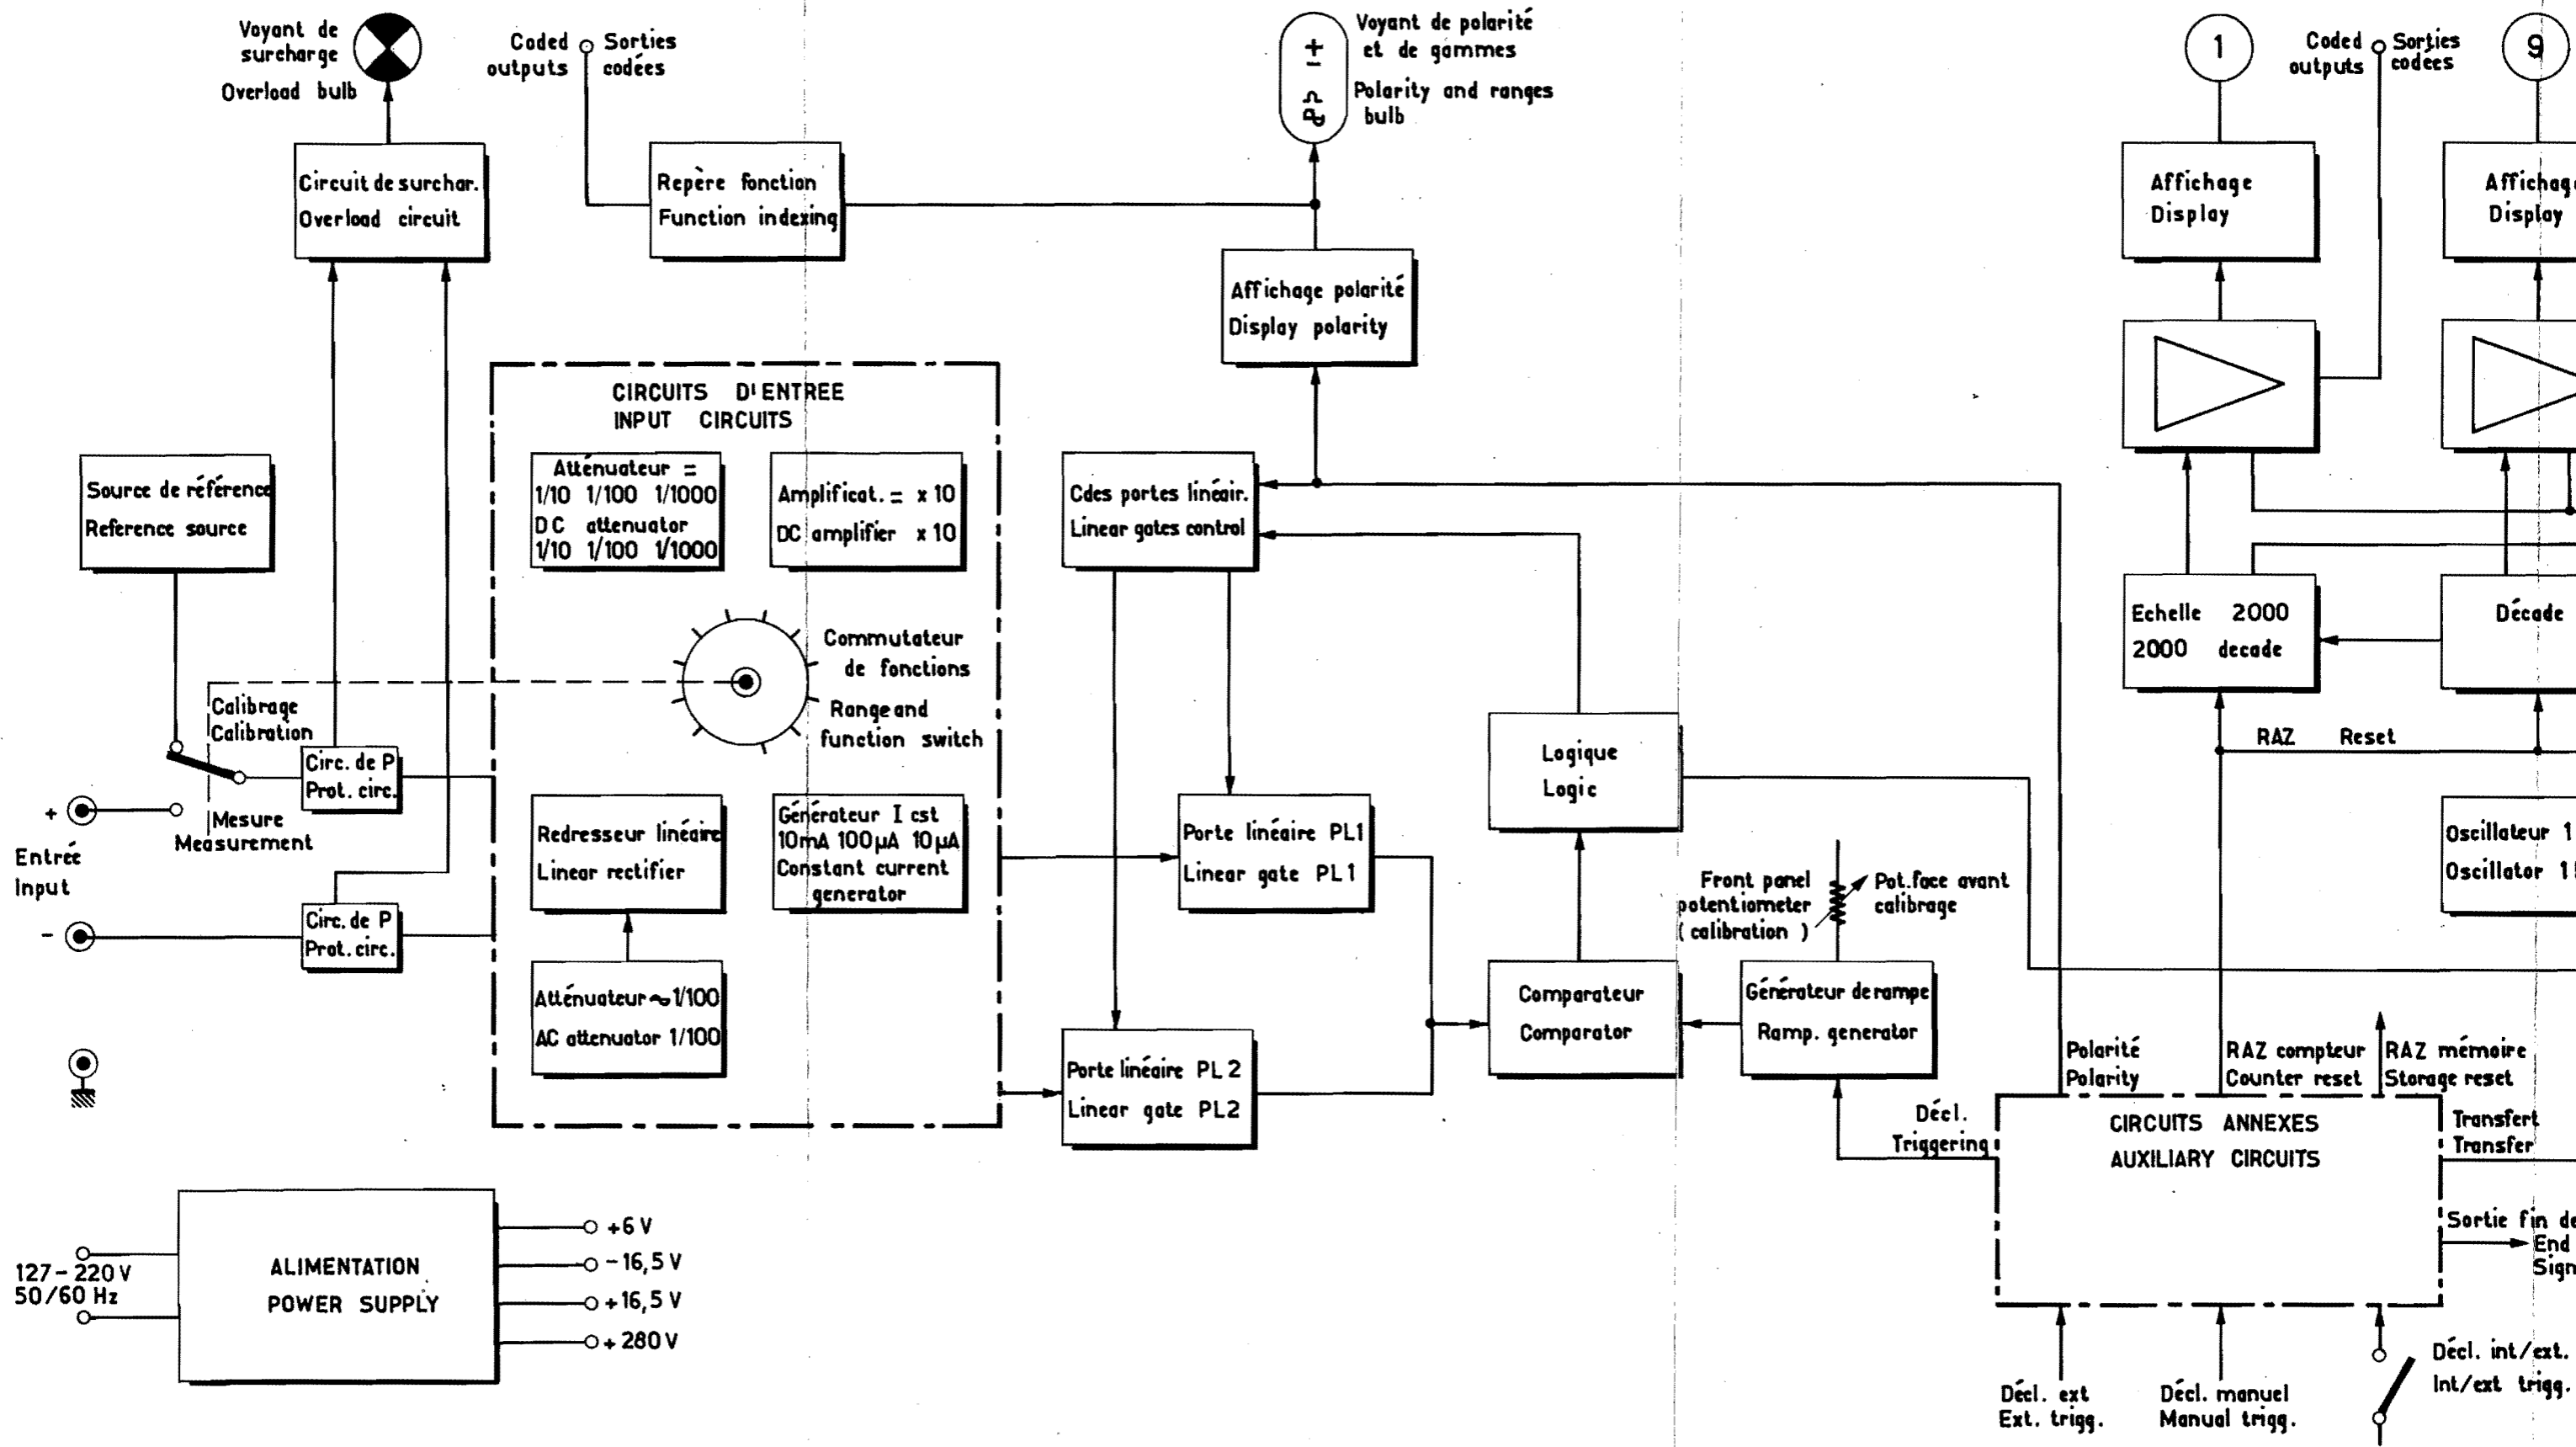 Voyant de
surcharge
Overload bulb
Coded
outputs
Sorties
codées
+
-
Voyant de polarité
et de gammes
Polarity and ranges
bulb
1
Coded
outputs
Sorties
codées
9
Circuit de surchar.
Overload circuit
Repère fonction
Function indexing
Affichage polarité
Display polarity
Affichage
Display
Affichag
Display
CIRCUITS D'ENTREE
INPUT CIRCUITS
Atténuateur =
1/10 1/100 1/1000
DC attenuator
1/10 1/100 1/1000
Amplificat. = x 10
DC amplifier x 10
Source de référence
Reference source
Cdes portes linéair.
Linear gates control
Commutateur
de fonctions
Range and
function switch
Calibrage
Calibration
Circ. de P
Prot. circ.
Mesure
Measurement
+
Entrée
Input
-
Circ. de P
Prot. circ.
Redresseur linéaire
Linear rectifier
Générateur I cst
10mA 100µA 10µA
Constant current
generator
Atténuateur ~ 1/100
AC attenuator 1/100
Porte linéaire PL1
Linear gate PL1
Porte linéaire PL2
Linear gate PL2
Logique
Logic
Comparateur
Comparator
Front panel
potentiometer
( calibration )
Pot. face avant
calibrage
Générateur de rampe
Ramp. generator
Echelle 2000
2000 decade
Décade
RAZ Reset
Oscillateur 1
Oscillator 1
Polarité
Polarity
RAZ compteur
Counter reset
RAZ mémoire
Storage reset
Décl.
Triggering
CIRCUITS ANNEXES
AUXILIARY CIRCUITS
Transfert
Transfer
Sortie fin de
End
Sign
Décl. ext
Ext. trigg.
Décl. manuel
Manual trigg.
Décl. int/ext.
Int/ext trigg.
127-220V
50/60 Hz
ALIMENTATION
POWER SUPPLY
+6 V
-16,5 V
+16,5 V
+280V